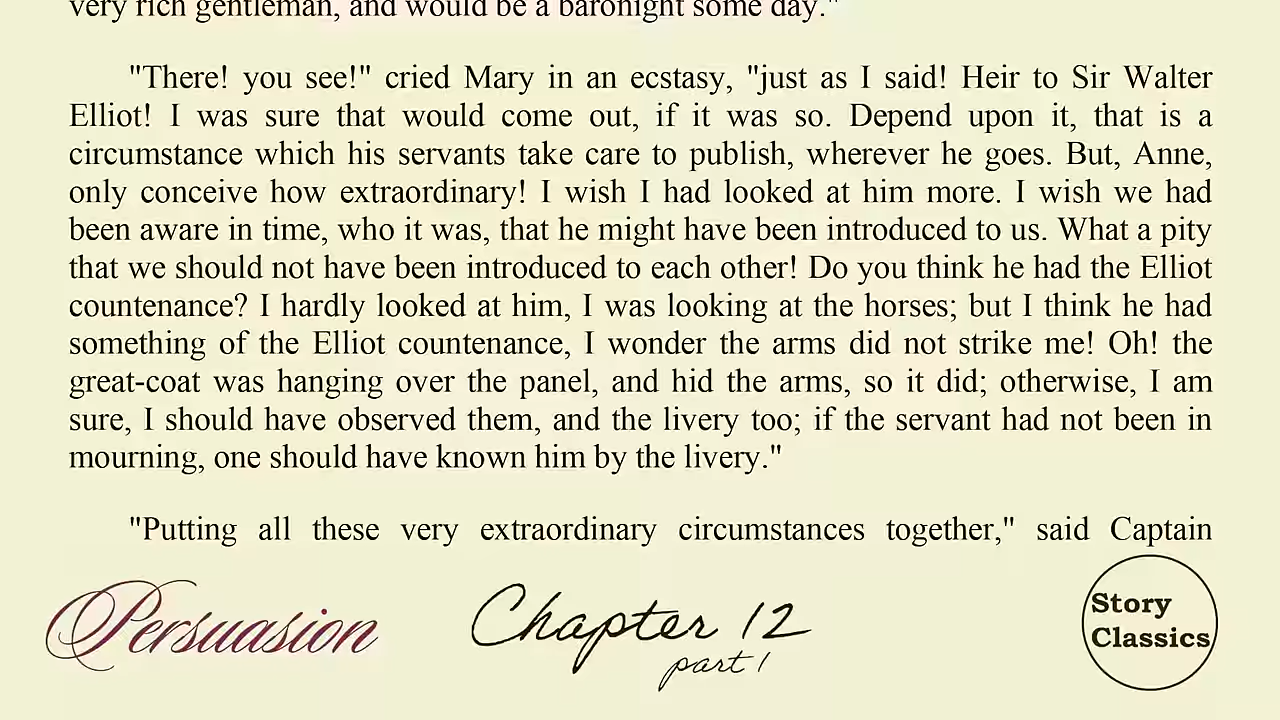 very rich gentleman, and would be a baronight some day."
"There! you see!" cried Mary in an ecstasy, "just as I said! Heir to Sir Walter
Elliot! I was sure that would come out, if it was so. Depend upon it, that is a
circumstance which his servants take care to publish, wherever he goes. But, Anne,
only conceive how extraordinary! I wish I had looked at him more. I wish we had
been aware in time, who it was, that he might have been introduced to us. What a pity
that we should not have been introduced to each other! Do you think he had the Elliot
countenance? I hardly looked at him, I was looking at the horses; but I think he had
something of the Elliot countenance, I wonder the arms did not strike me! Oh! the
great-coat was hanging over the panel, and hid the arms, so it did; otherwise, I am
sure, I should have observed them, and the livery too; if the servant had not been in
mourning, one should have known him by the livery."
"Putting all these very extraordinary circumstances together," said Captain
Persuasion
Chapter 12
part 1
Story
Classics